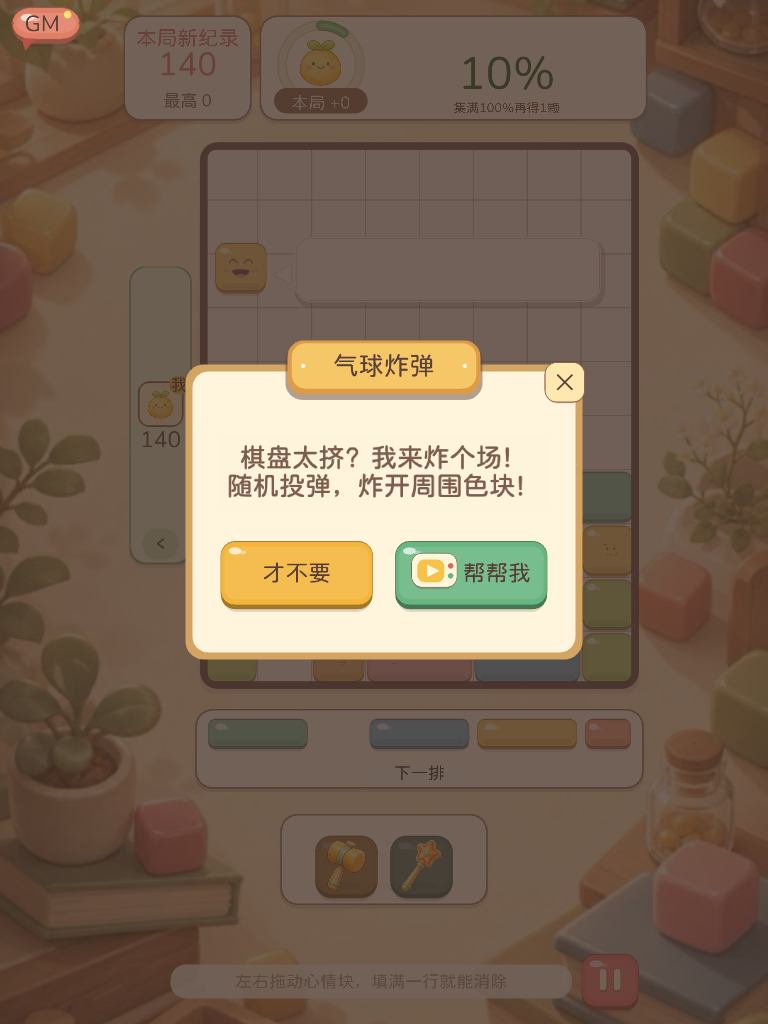 GM
本局新纪录
140
最高 0
本局 +0
10%
集满100%再得1颗
我
140
<
气球炸弹
棋盘太挤？我来炸个场！
随机投弹，炸开周围色块！
才不要
帮帮我
下一排
左右拖动心情块，填满一行就能消除